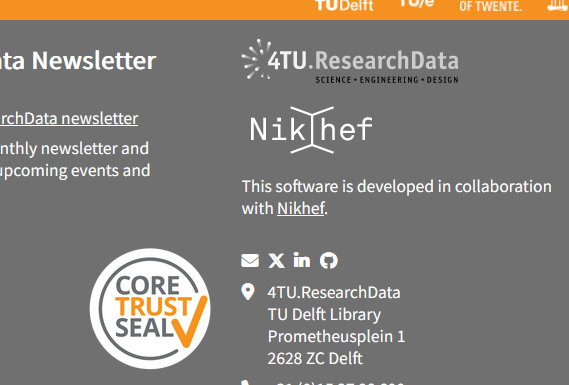 TUDelft TU/e OF TWENTE.
ata Newsletter
rchData newsletter
nthly newsletter and
upcoming events and
CORE
TRUST
SEAL
4TU.ResearchData
SCIENCE•ENGINEERING•DESIGN
Nikhef
This software is developed in collaboration
with Nikhef.
4TU.ResearchData
TU Delft Library
Prometheusplein 1
2628 ZC Delft